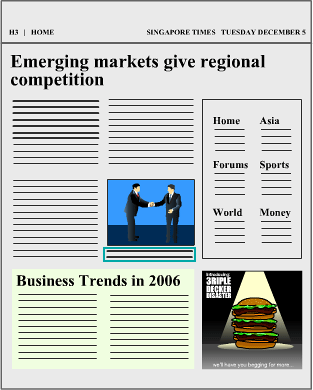 H3 | HOME
SINGAPORE TIMES TUESDAY DECEMBER 5
Emerging markets give regional
competition
Home Asia
Forums Sports
World Money
Business Trends in 2006
Introducing:
3RIPLE
DECKER
DISASTER
we'll have you begging for more...